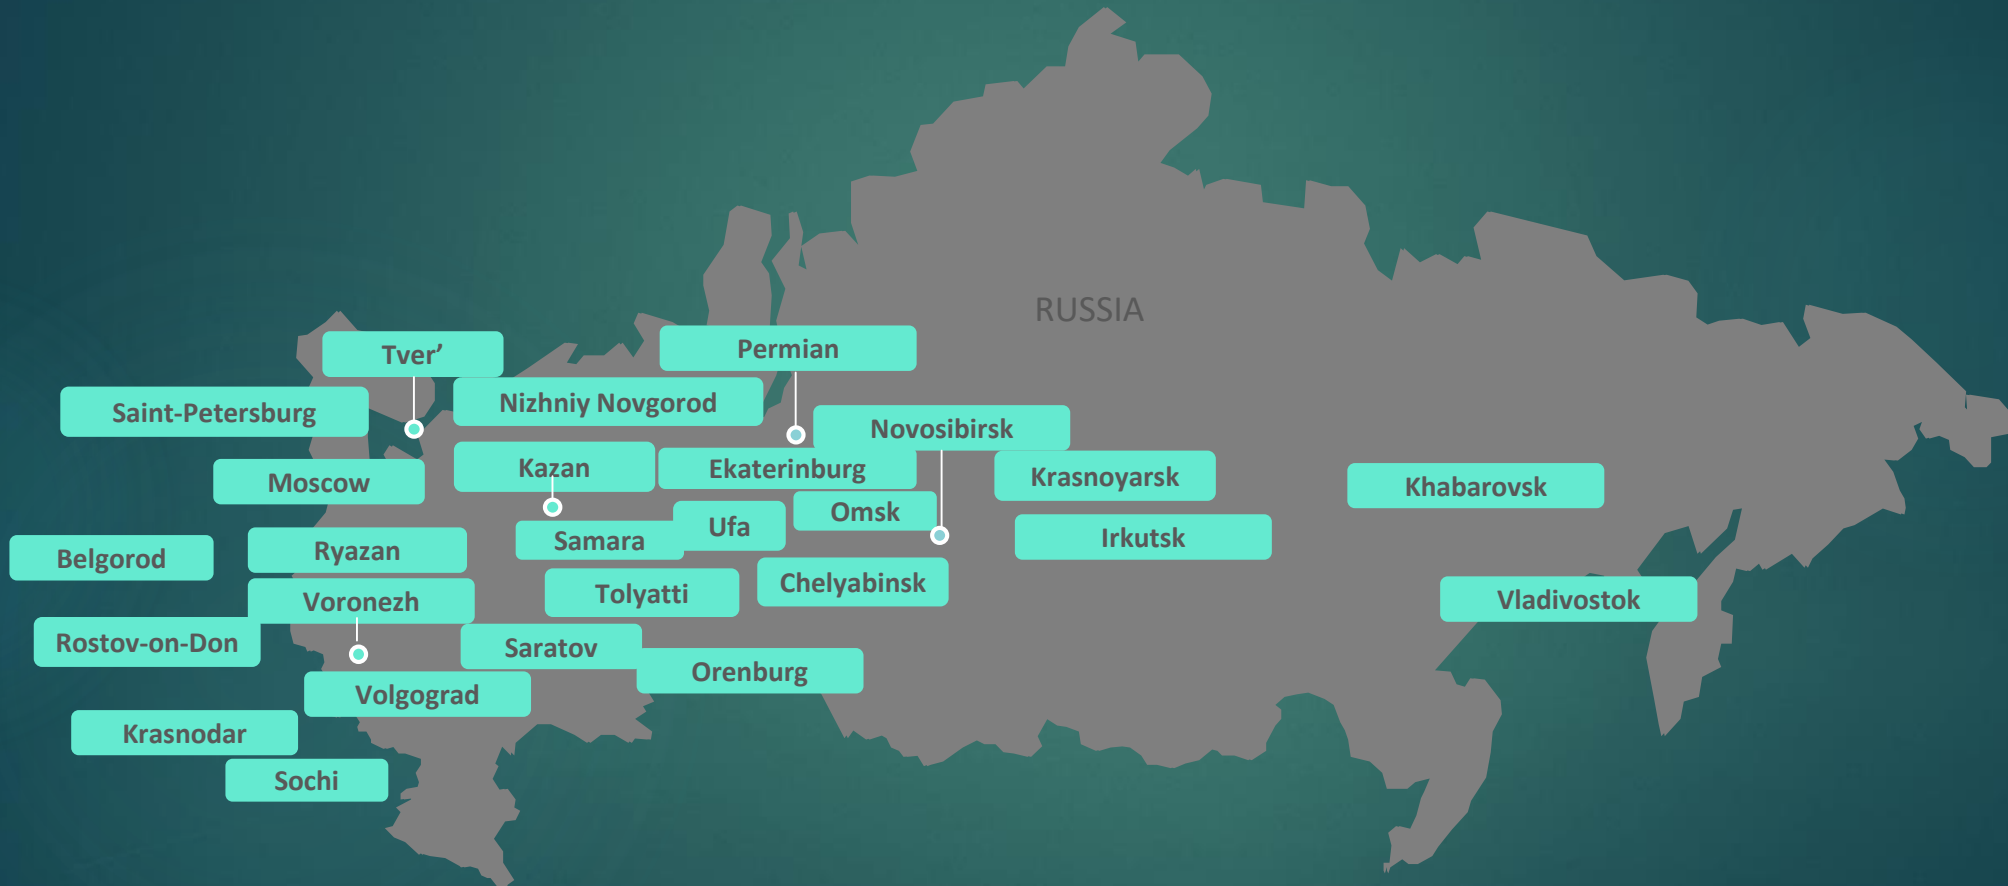 RUSSIA
Tver’
Permian
Saint-Petersburg
Nizhniy Novgorod
Novosibirsk
Moscow
Kazan
Ekaterinburg
Krasnoyarsk
Khabarovsk
Omsk
Ufa
Belgorod
Ryazan
Samara
Irkutsk
Voronezh
Tolyatti
Chelyabinsk
Vladivostok
Rostov-on-Don
Saratov
Orenburg
Volgograd
Krasnodar
Sochi